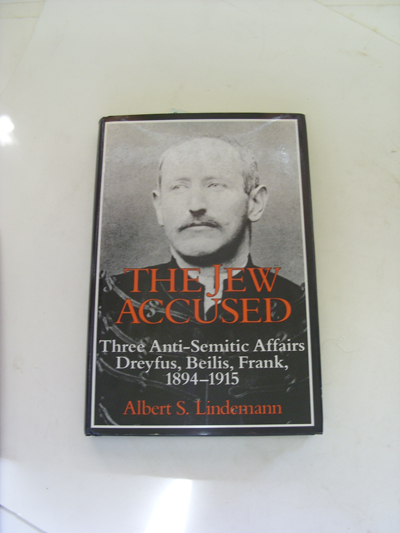 THE JEW
ACCUSED
Three Anti-Semitic Affairs
Dreyfus, Beilis, Frank,
1894–1915
Albert S. Lindemann